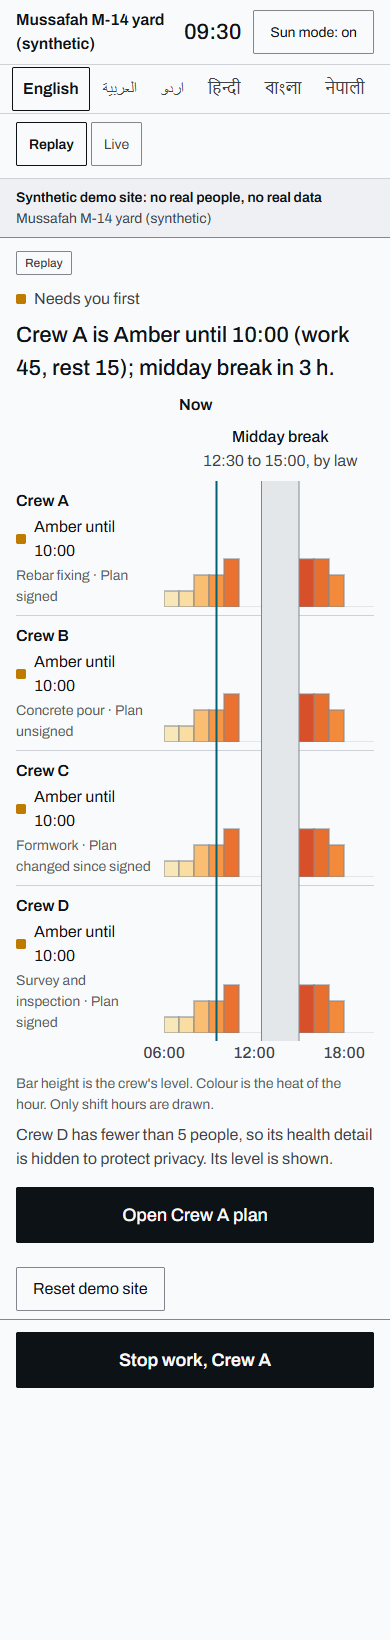 Mussafah M-14 yard
(synthetic)
09:30
Sun mode: on
English
العربية
اردو
हिन्दी
বাংলা
नेपाली
Replay
Live
Synthetic demo site: no real people, no real data
Mussafah M-14 yard (synthetic)
Replay
Needs you first
Crew A is Amber until 10:00 (work
45, rest 15); midday break in 3 h.
Now
Midday break
12:30 to 15:00, by law
Crew A
Amber until
10:00
Rebar fixing · Plan
signed
Crew B
Amber until
10:00
Concrete pour · Plan
unsigned
Crew C
Amber until
10:00
Formwork · Plan
changed since signed
Crew D
Amber until
10:00
Survey and
inspection · Plan
signed
06:00
12:00
18:00
Bar height is the crew's level. Colour is the heat of the
hour. Only shift hours are drawn.
Crew D has fewer than 5 people, so its health detail
is hidden to protect privacy. Its level is shown.
Open Crew A plan
Reset demo site
Stop work, Crew A